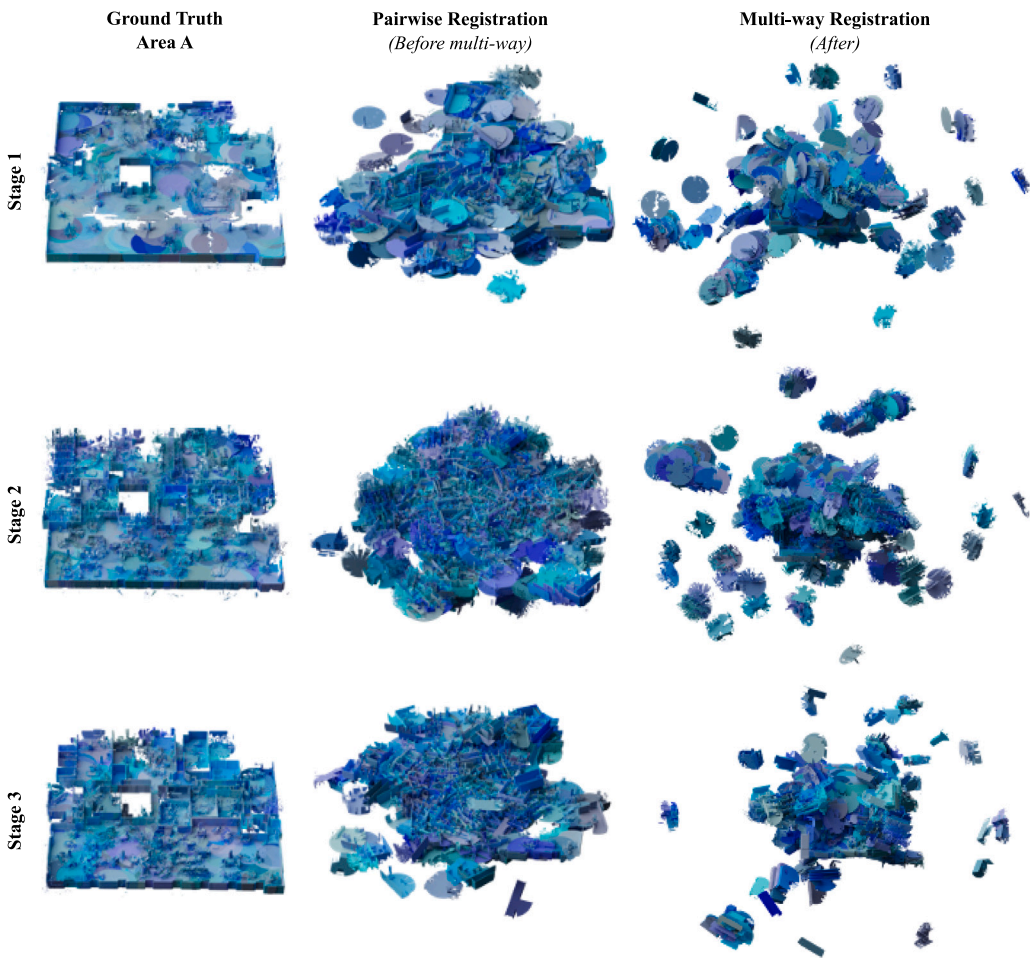 Ground Truth
Area A
Pairwise Registration
(Before multi-way)
Multi-way Registration
(After)
Stage 1
Stage 2
Stage 3